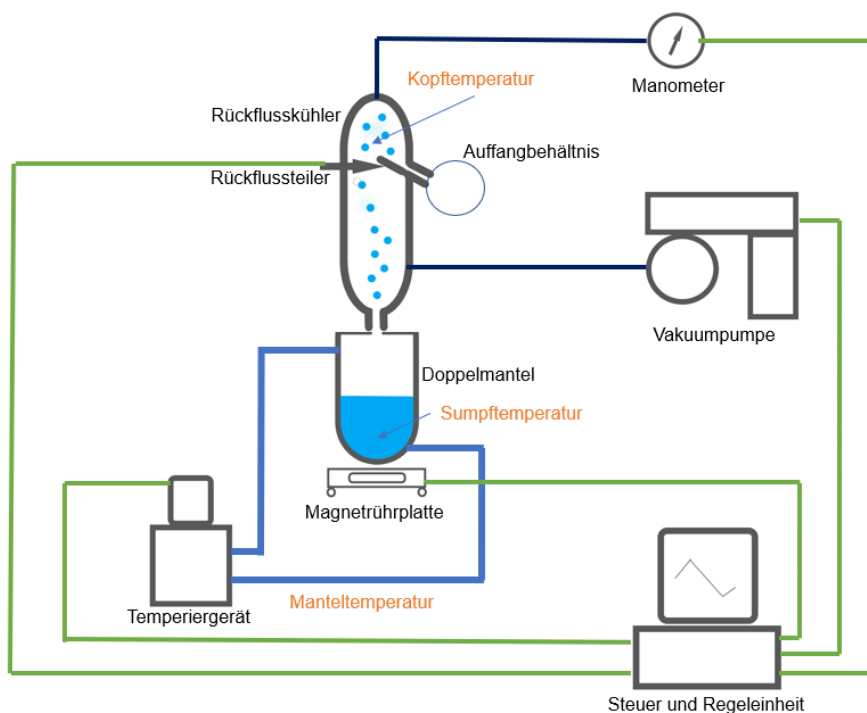 Kopftemperatur
Manometer
Rückflusskühler
Auffangbehältnis
Rückflussteiler
Vakuumpumpe
Doppelmantel
Sumpftemperatur
Magnetrührplatte
Manteltemperatur
Temperiergerät
Steuer und Regeleinheit